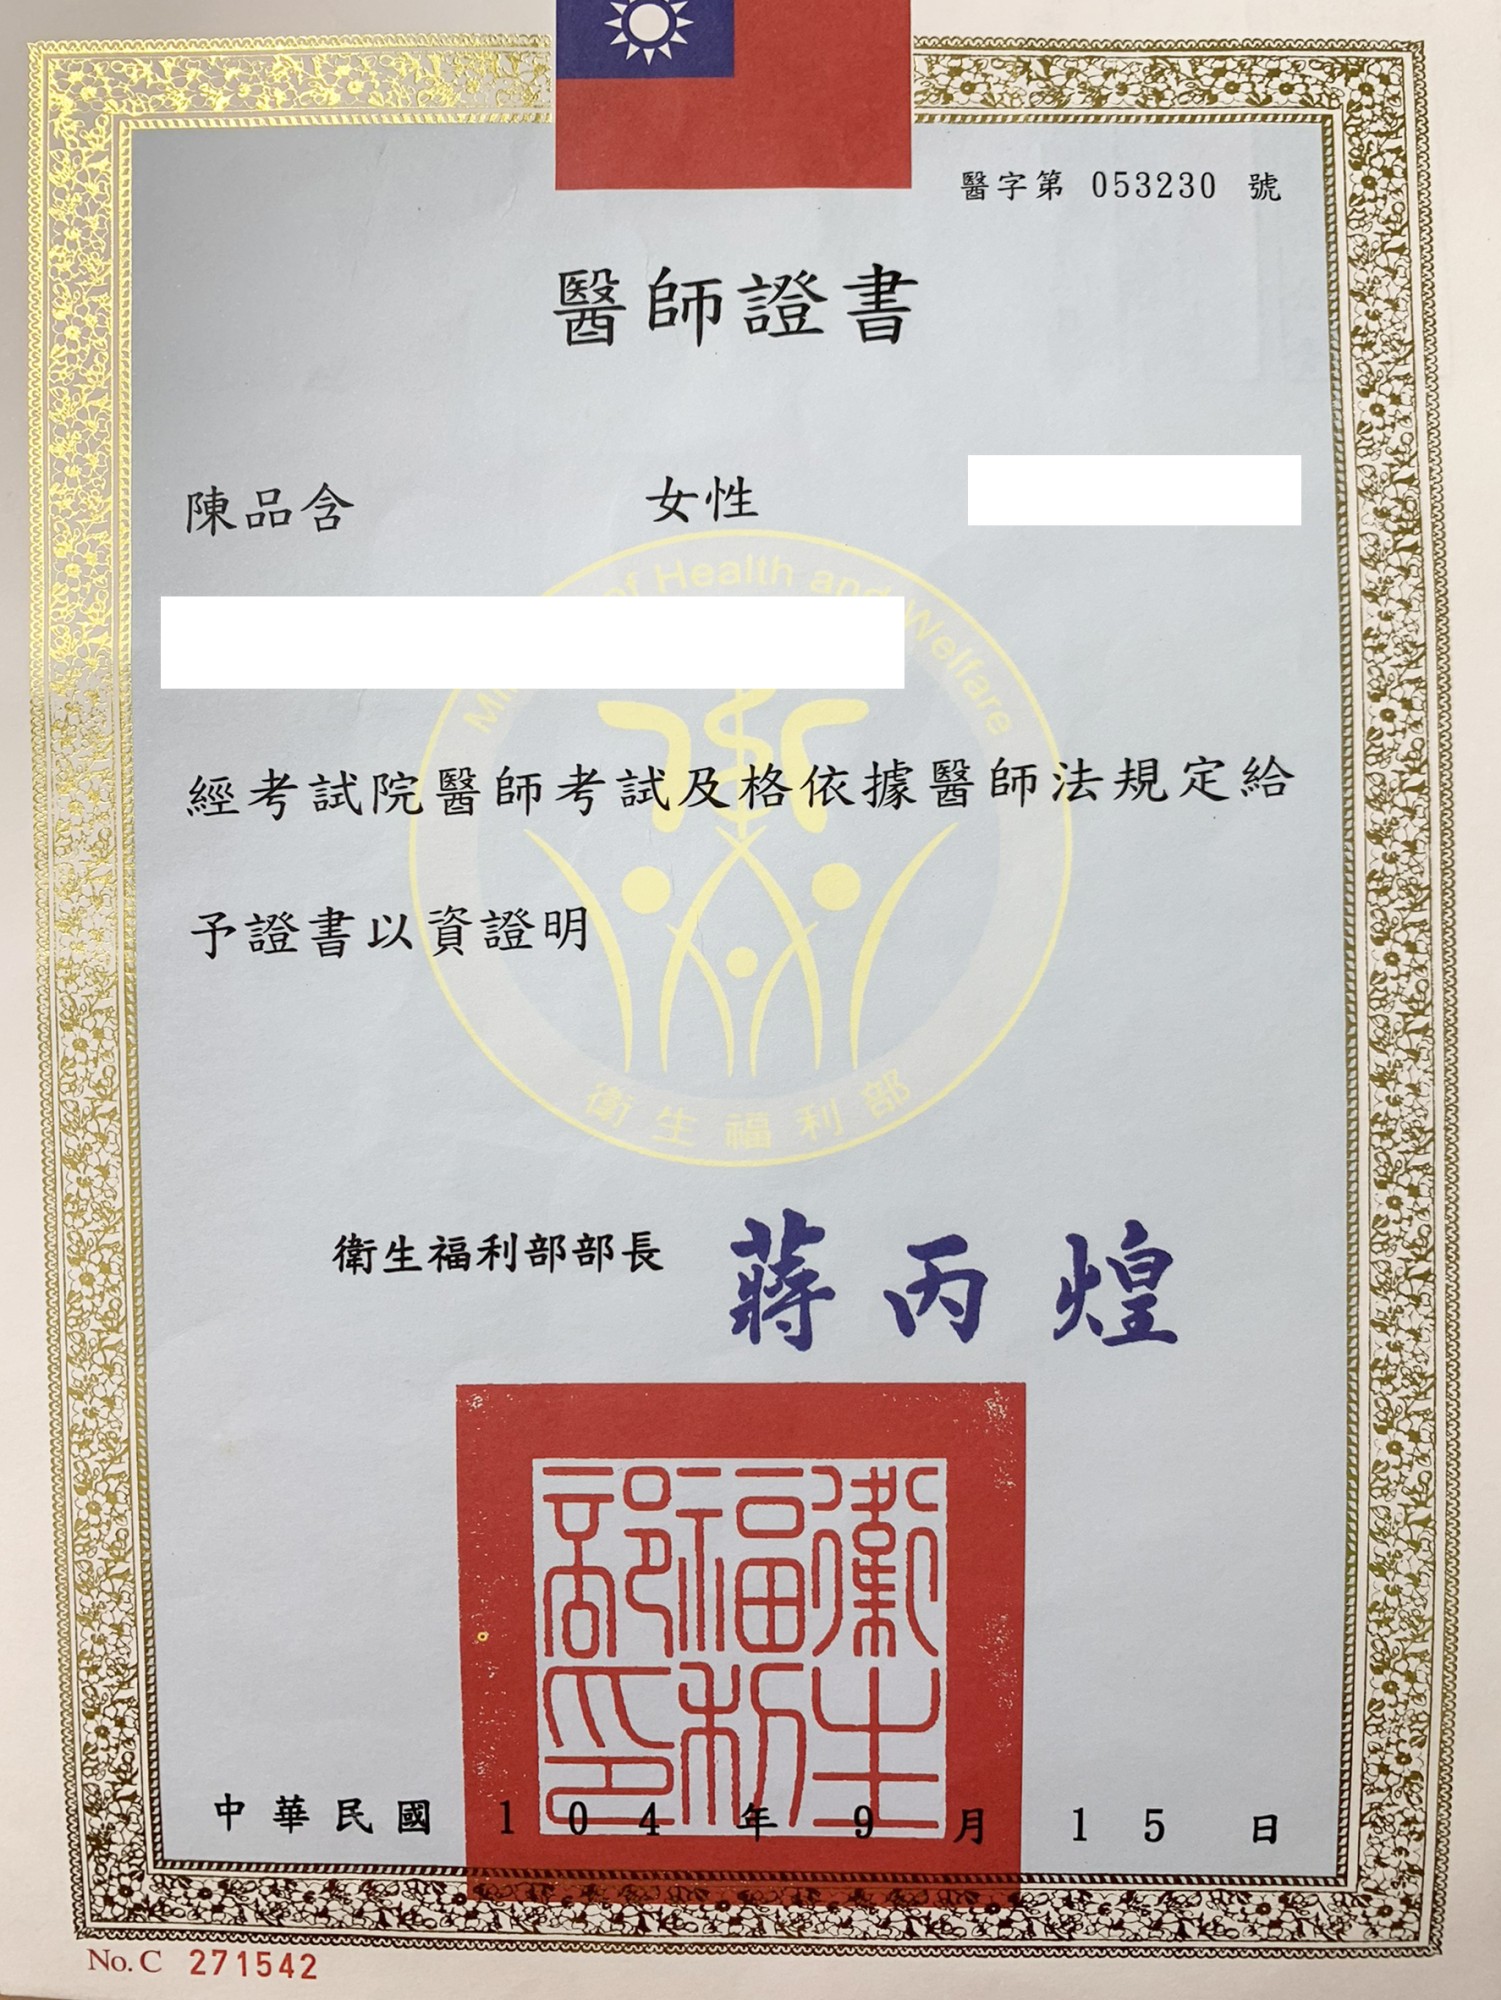 醫字第 053230 號
醫師證書
陳品含 女性
of Health and Welfare
經考試院醫師考試及格依據醫師法規定給
予證書以資證明
衛生福利部
衛生福利部部長 蔣丙煌
衛生福利部印
中華民國 104 年 9 月 15 日
No. C 271542